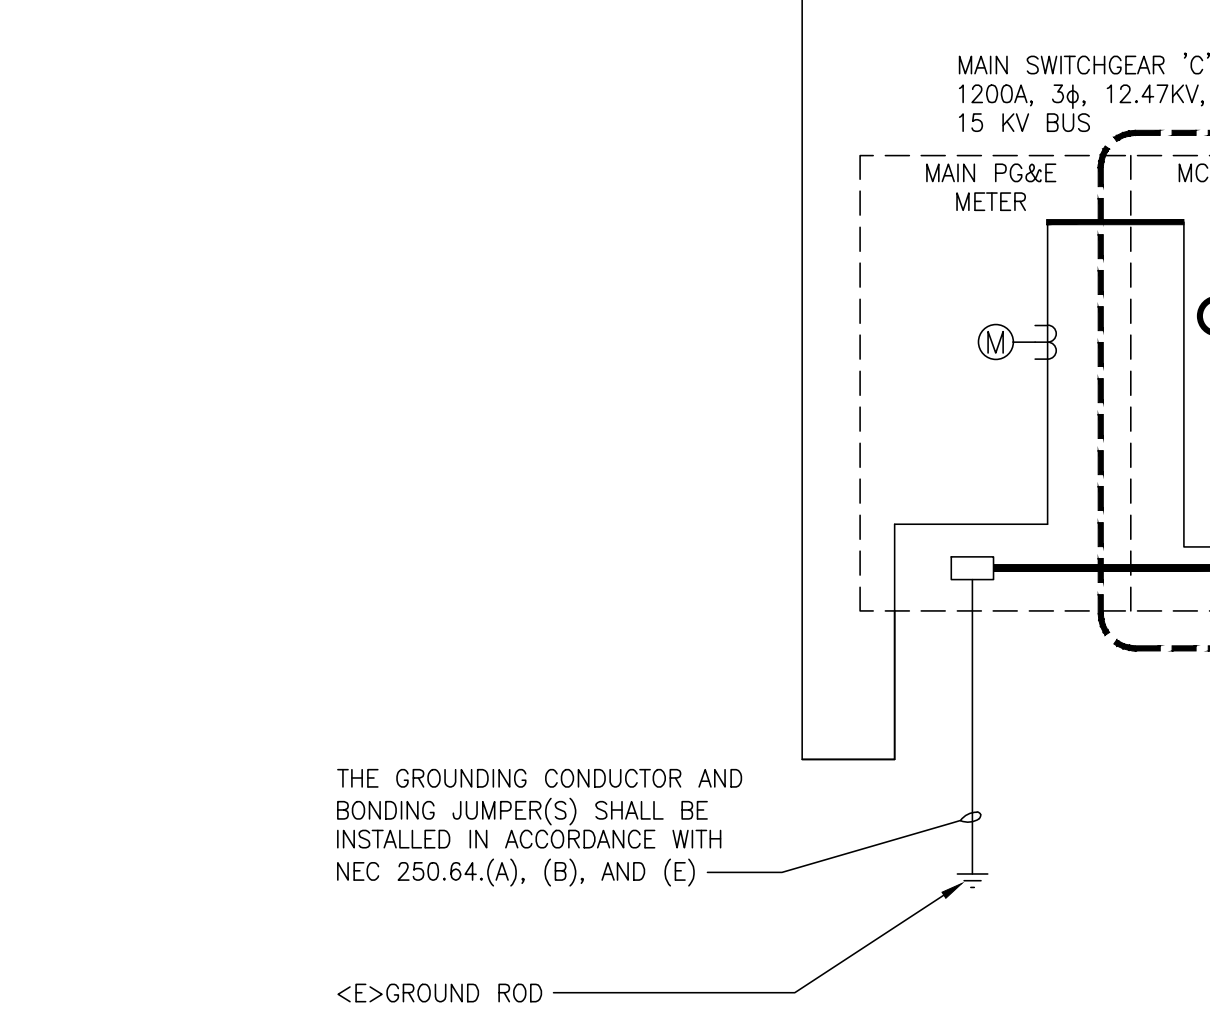 MAIN SWITCHGEAR 'C'
1200A, 3ϕ, 12.47KV,
15 KV BUS
MAIN PG&E
METER
MC
M
THE GROUNDING CONDUCTOR AND
BONDING JUMPER(S) SHALL BE
INSTALLED IN ACCORDANCE WITH
NEC 250.64.(A), (B), AND (E)
<E>GROUND ROD